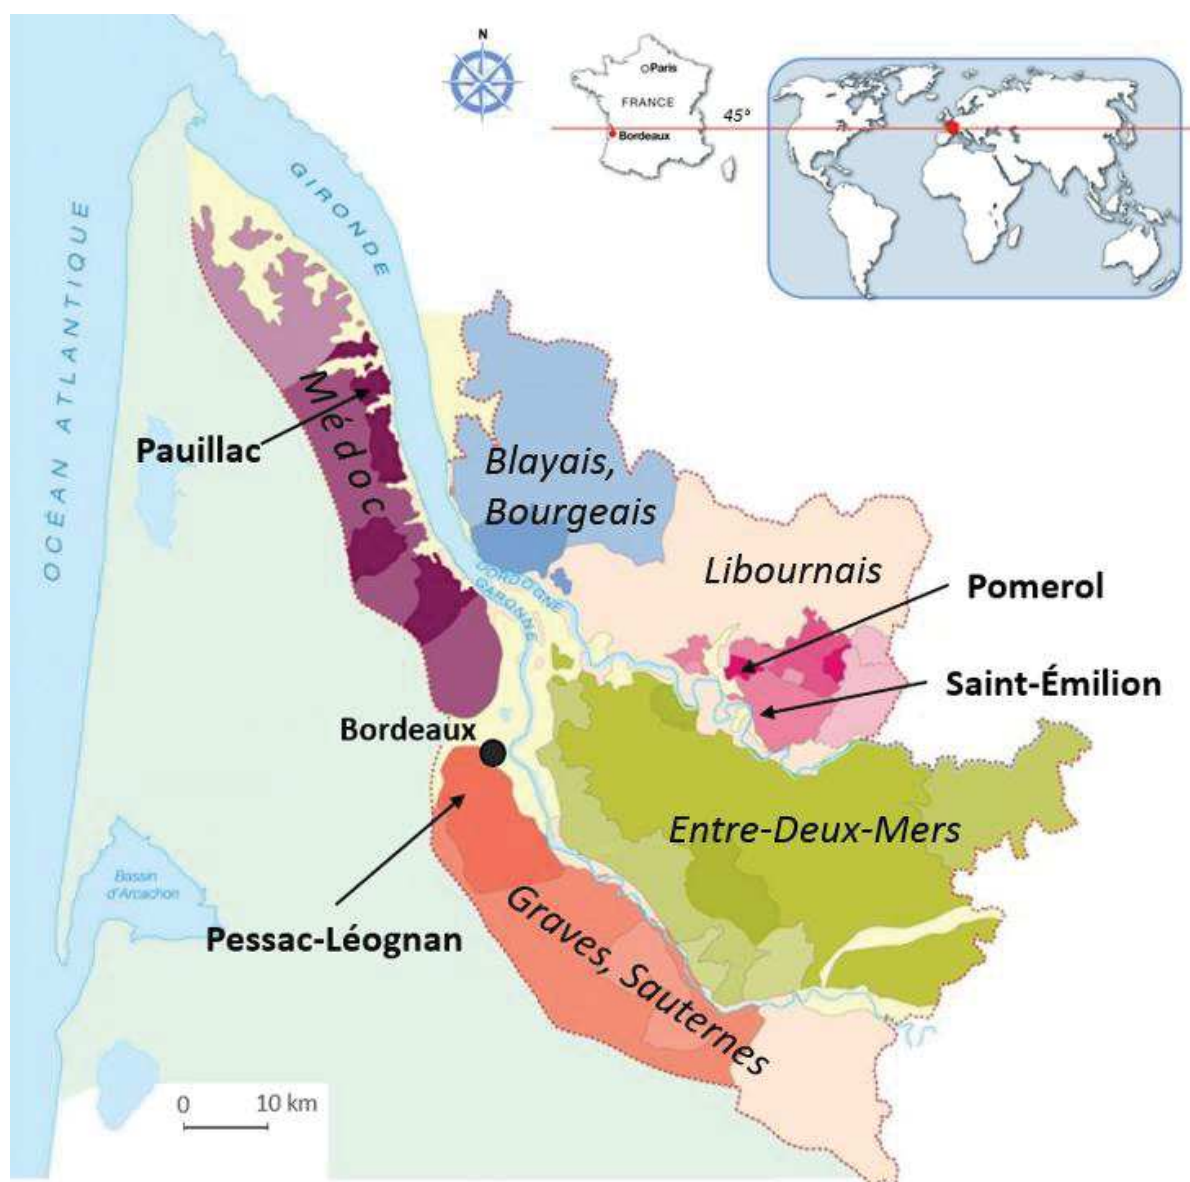 N
Paris
FRANCE
Bordeaux
45°
GIRONDE
OCÉAN ATLANTIQUE
Médoc
Pauillac
Blayais,
Bourgeais
Libournais
DORDOGNE
GARONNE
Pomerol
Saint-Émilion
Bordeaux
Entre-Deux-Mers
Bassin
d'Arcachon
Pessac-Léognan
Graves, Sauternes
0 10 km